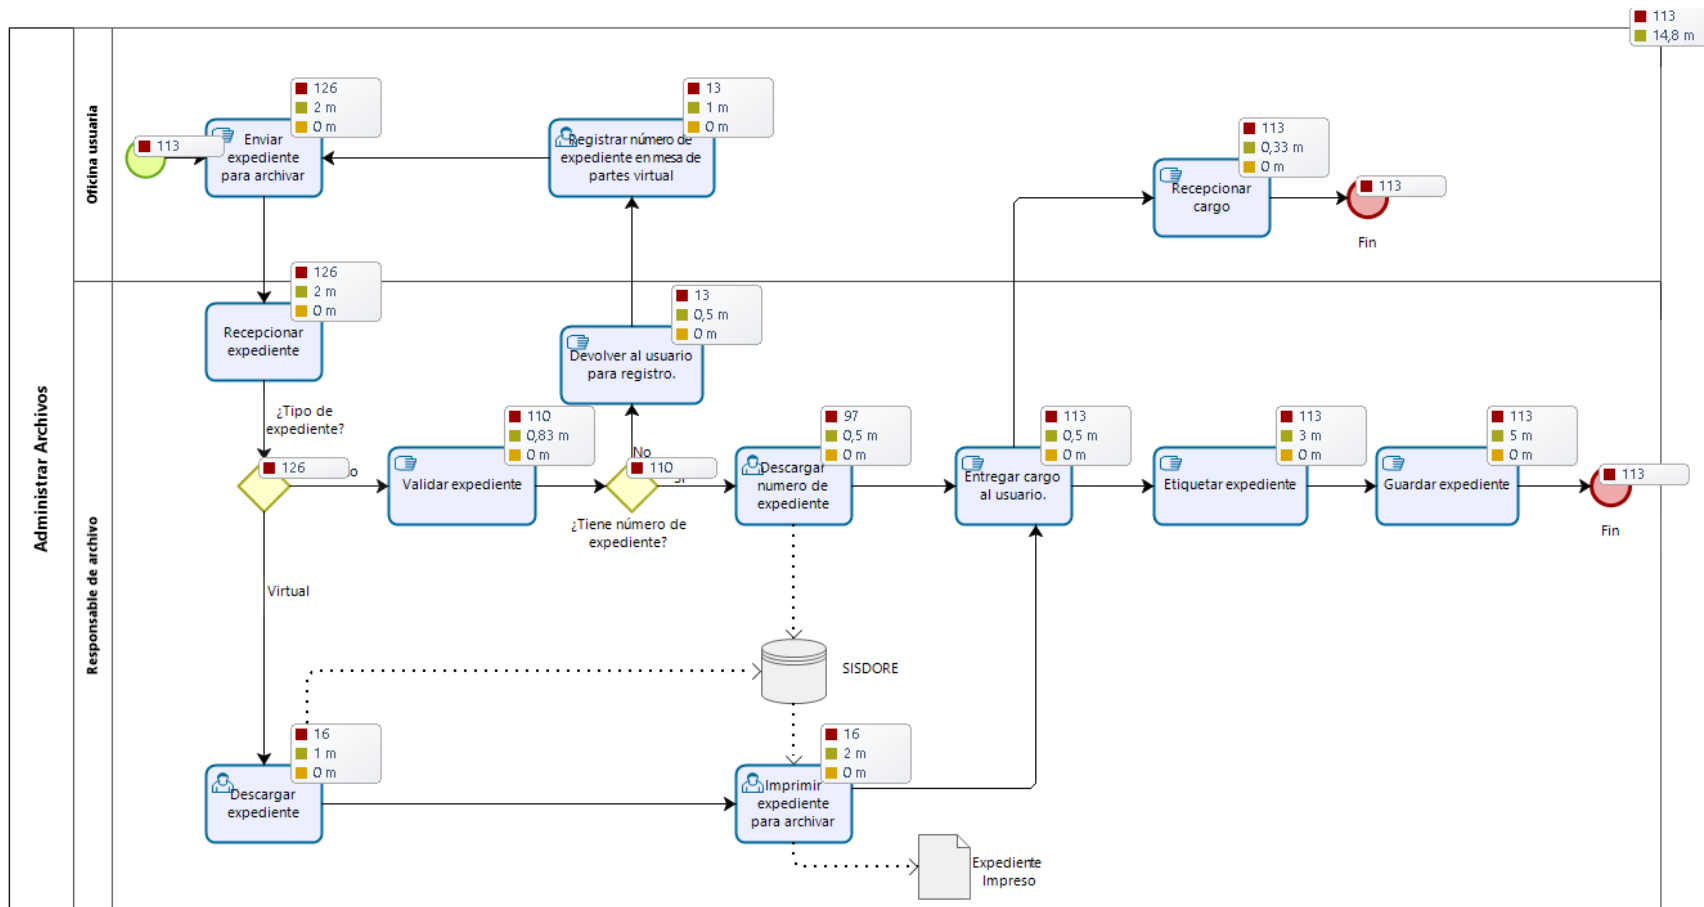 113
14,8 m
Administrar Archivos
Oficina usuaria
113
126
2 m
0 m
Enviar
expediente
para archivar
13
1 m
0 m
Registrar número de
expediente en mesa de
partes virtual
113
0,33 m
0 m
Recepcionar
cargo
113
Fin
Responsable de archivo
126
2 m
0 m
Recepcionar
expediente
13
0,5 m
0 m
Devolver al usuario
para registro.
¿Tipo de
expediente?
126
o
110
0,83 m
0 m
Validar expediente
No
110
¿Tiene número de
expediente?
97
0,5 m
0 m
Descargar
numero de
expediente
113
0,5 m
0 m
Entregar cargo
al usuario.
113
3 m
0 m
Etiquetar expediente
113
5 m
0 m
Guardar expediente
113
Fin
Virtual
SISDORE
16
1 m
0 m
Descargar
expediente
16
2 m
0 m
Imprimir
expediente
para archivar
Expediente
Impreso